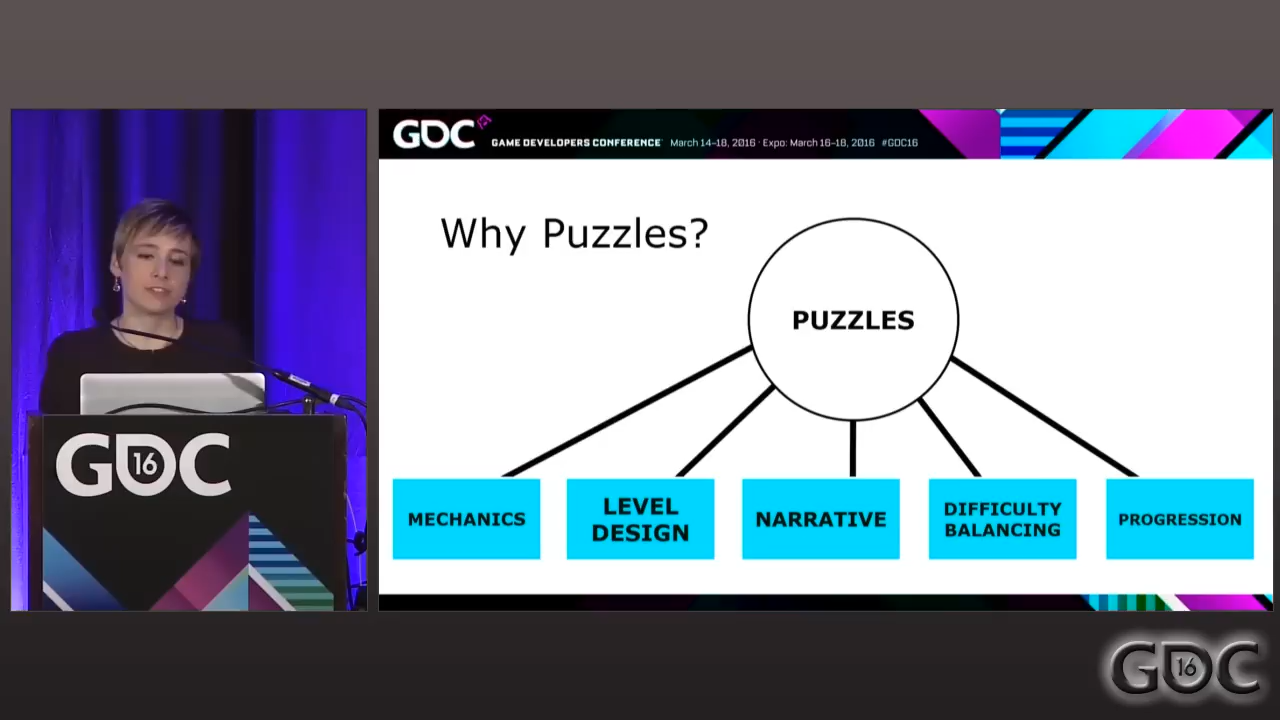 GDC
GAME DEVELOPERS CONFERENCE March 14–18, 2016 · Expo: March 16–18, 2016 #GDC16
Why Puzzles?
PUZZLES
MECHANICS
LEVEL
DESIGN
NARRATIVE
DIFFICULTY
BALANCING
PROGRESSION
GDC
16
GDC
16